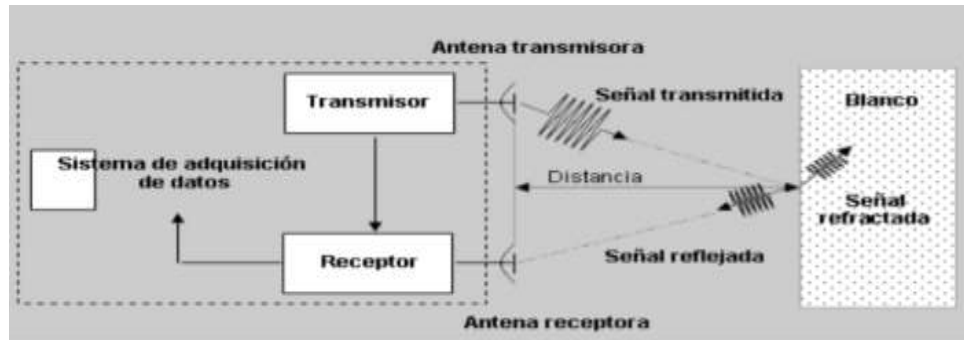 Antena transmisora
Transmisor
Señal transmitida
Blanco
Sistema de adquisición
de datos
Distancia
Señal
refractada
Receptor
Señal reflejada
Antena receptora